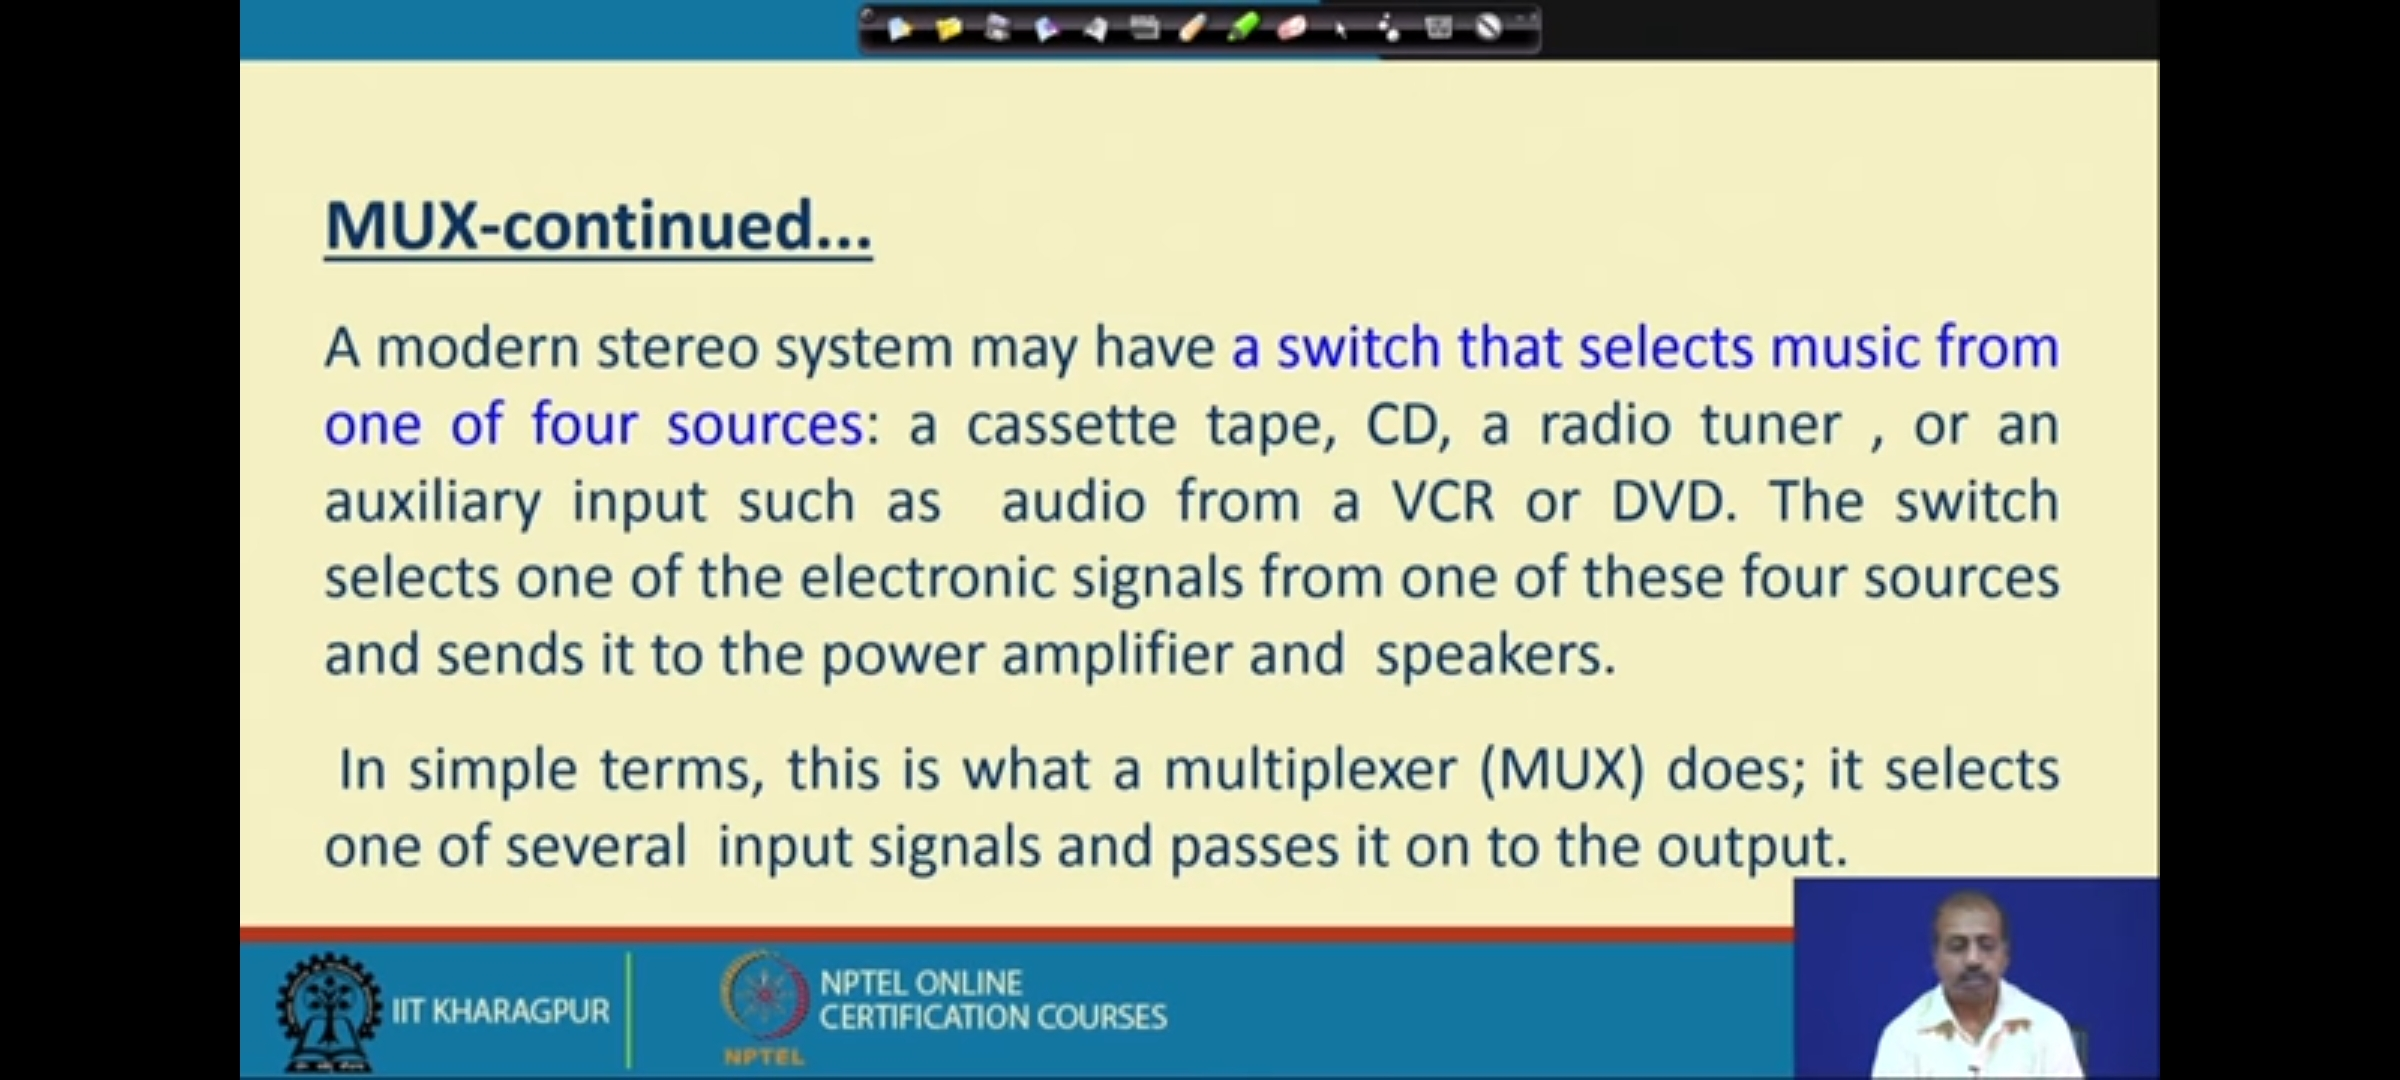 MUX-continued...
A modern stereo system may have a switch that selects music from
one of four sources: a cassette tape, CD, a radio tuner , or an
auxiliary input such as audio from a VCR or DVD. The switch
selects one of the electronic signals from one of these four sources
and sends it to the power amplifier and speakers.
In simple terms, this is what a multiplexer (MUX) does; it selects
one of several input signals and passes it on to the output.
IIT KHARAGPUR
NPTEL
NPTEL ONLINE
CERTIFICATION COURSES